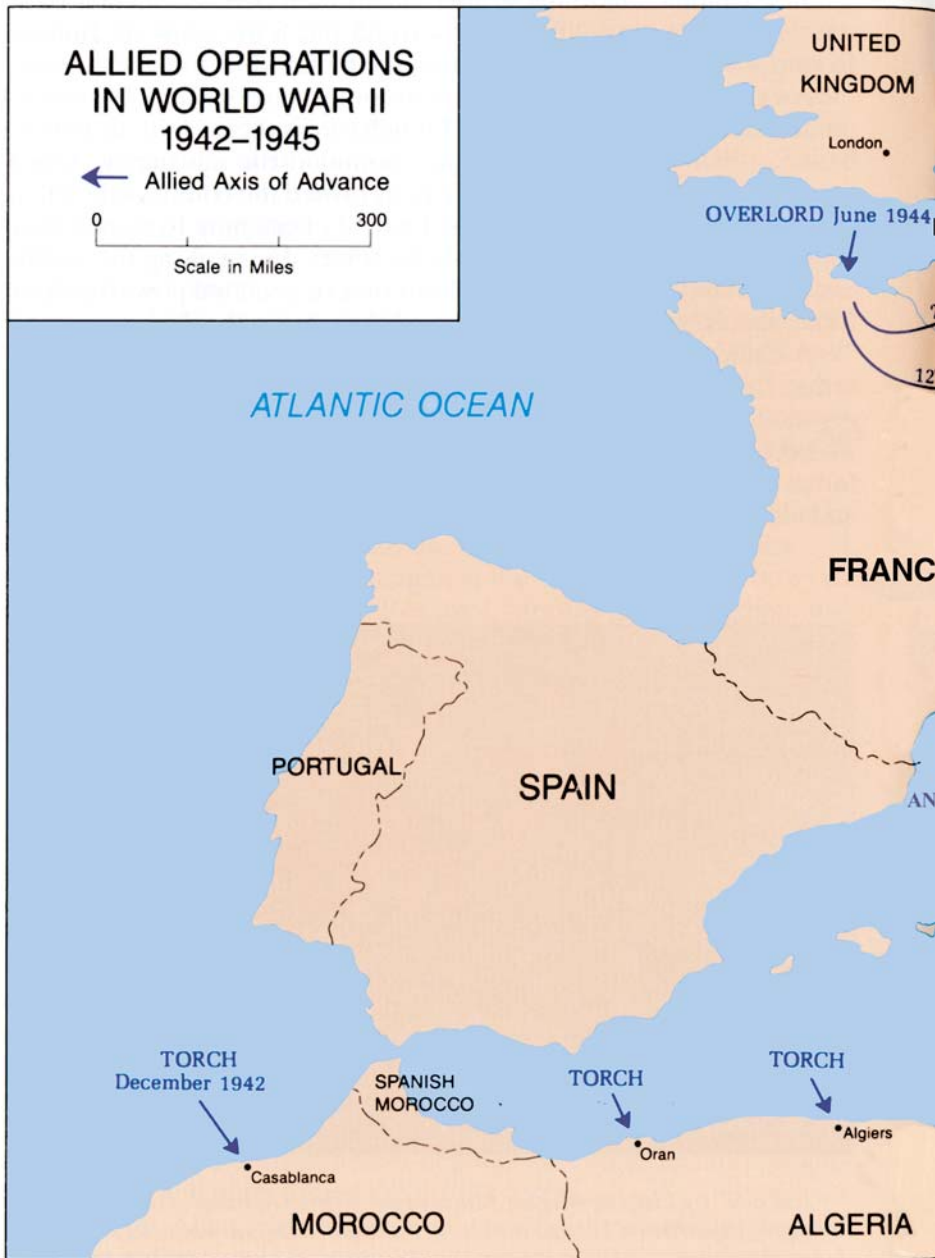 ALLIED OPERATIONS
IN WORLD WAR II
1942–1945
Allied Axis of Advance
0 300
Scale in Miles
UNITED
KINGDOM
London
OVERLORD June 1944
12
ATLANTIC OCEAN
FRANC
PORTUGAL
SPAIN
AN
TORCH
December 1942
SPANISH
MOROCCO
TORCH
TORCH
Casablanca
Oran
Algiers
MOROCCO
ALGERIA